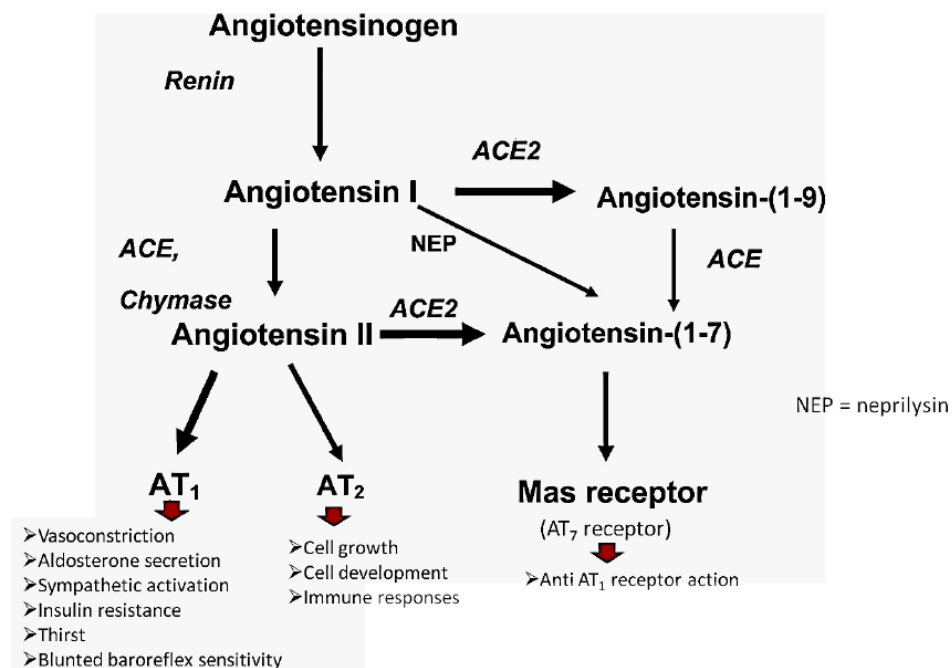 Angiotensinogen
Renin
ACE2
Angiotensin I
Angiotensin-(1-9)
NEP
ACE,
ACE
Chymase
ACE2
Angiotensin II
Angiotensin-(1-7)
NEP = neprilysin
AT₁
AT₂
Mas receptor
(AT₇ receptor)
➢Vasoconstriction
➢Aldosterone secretion
➢Sympathetic activation
➢Insulin resistance
➢Thirst
➢Blunted baroreflex sensitivity
➢Cell growth
➢Cell development
➢Immune responses
➢Anti AT₁ receptor action